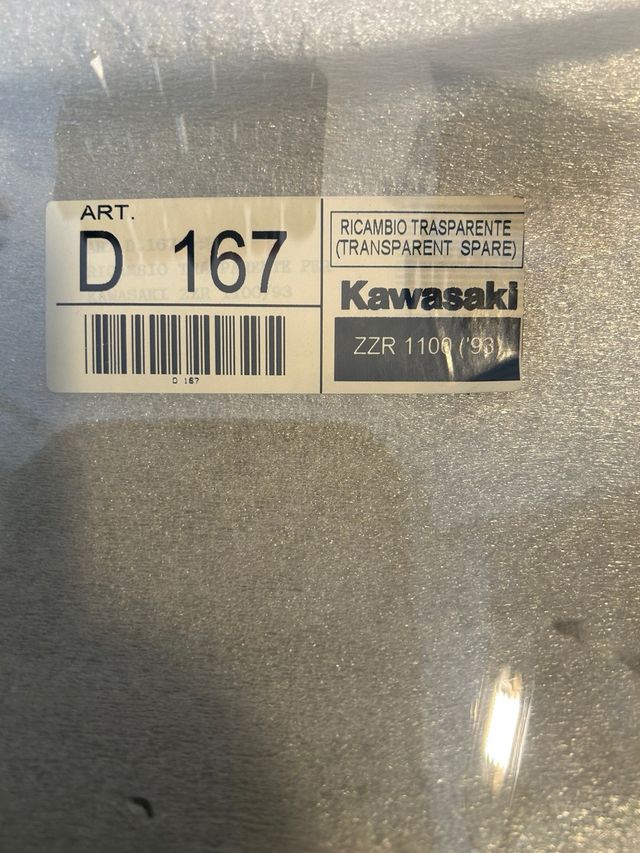 ART.
D 167
D 167
RICAMBIO TRASPARENTE
(TRANSPARENT SPARE)
Kawasaki
ZZR 1100 ('93)